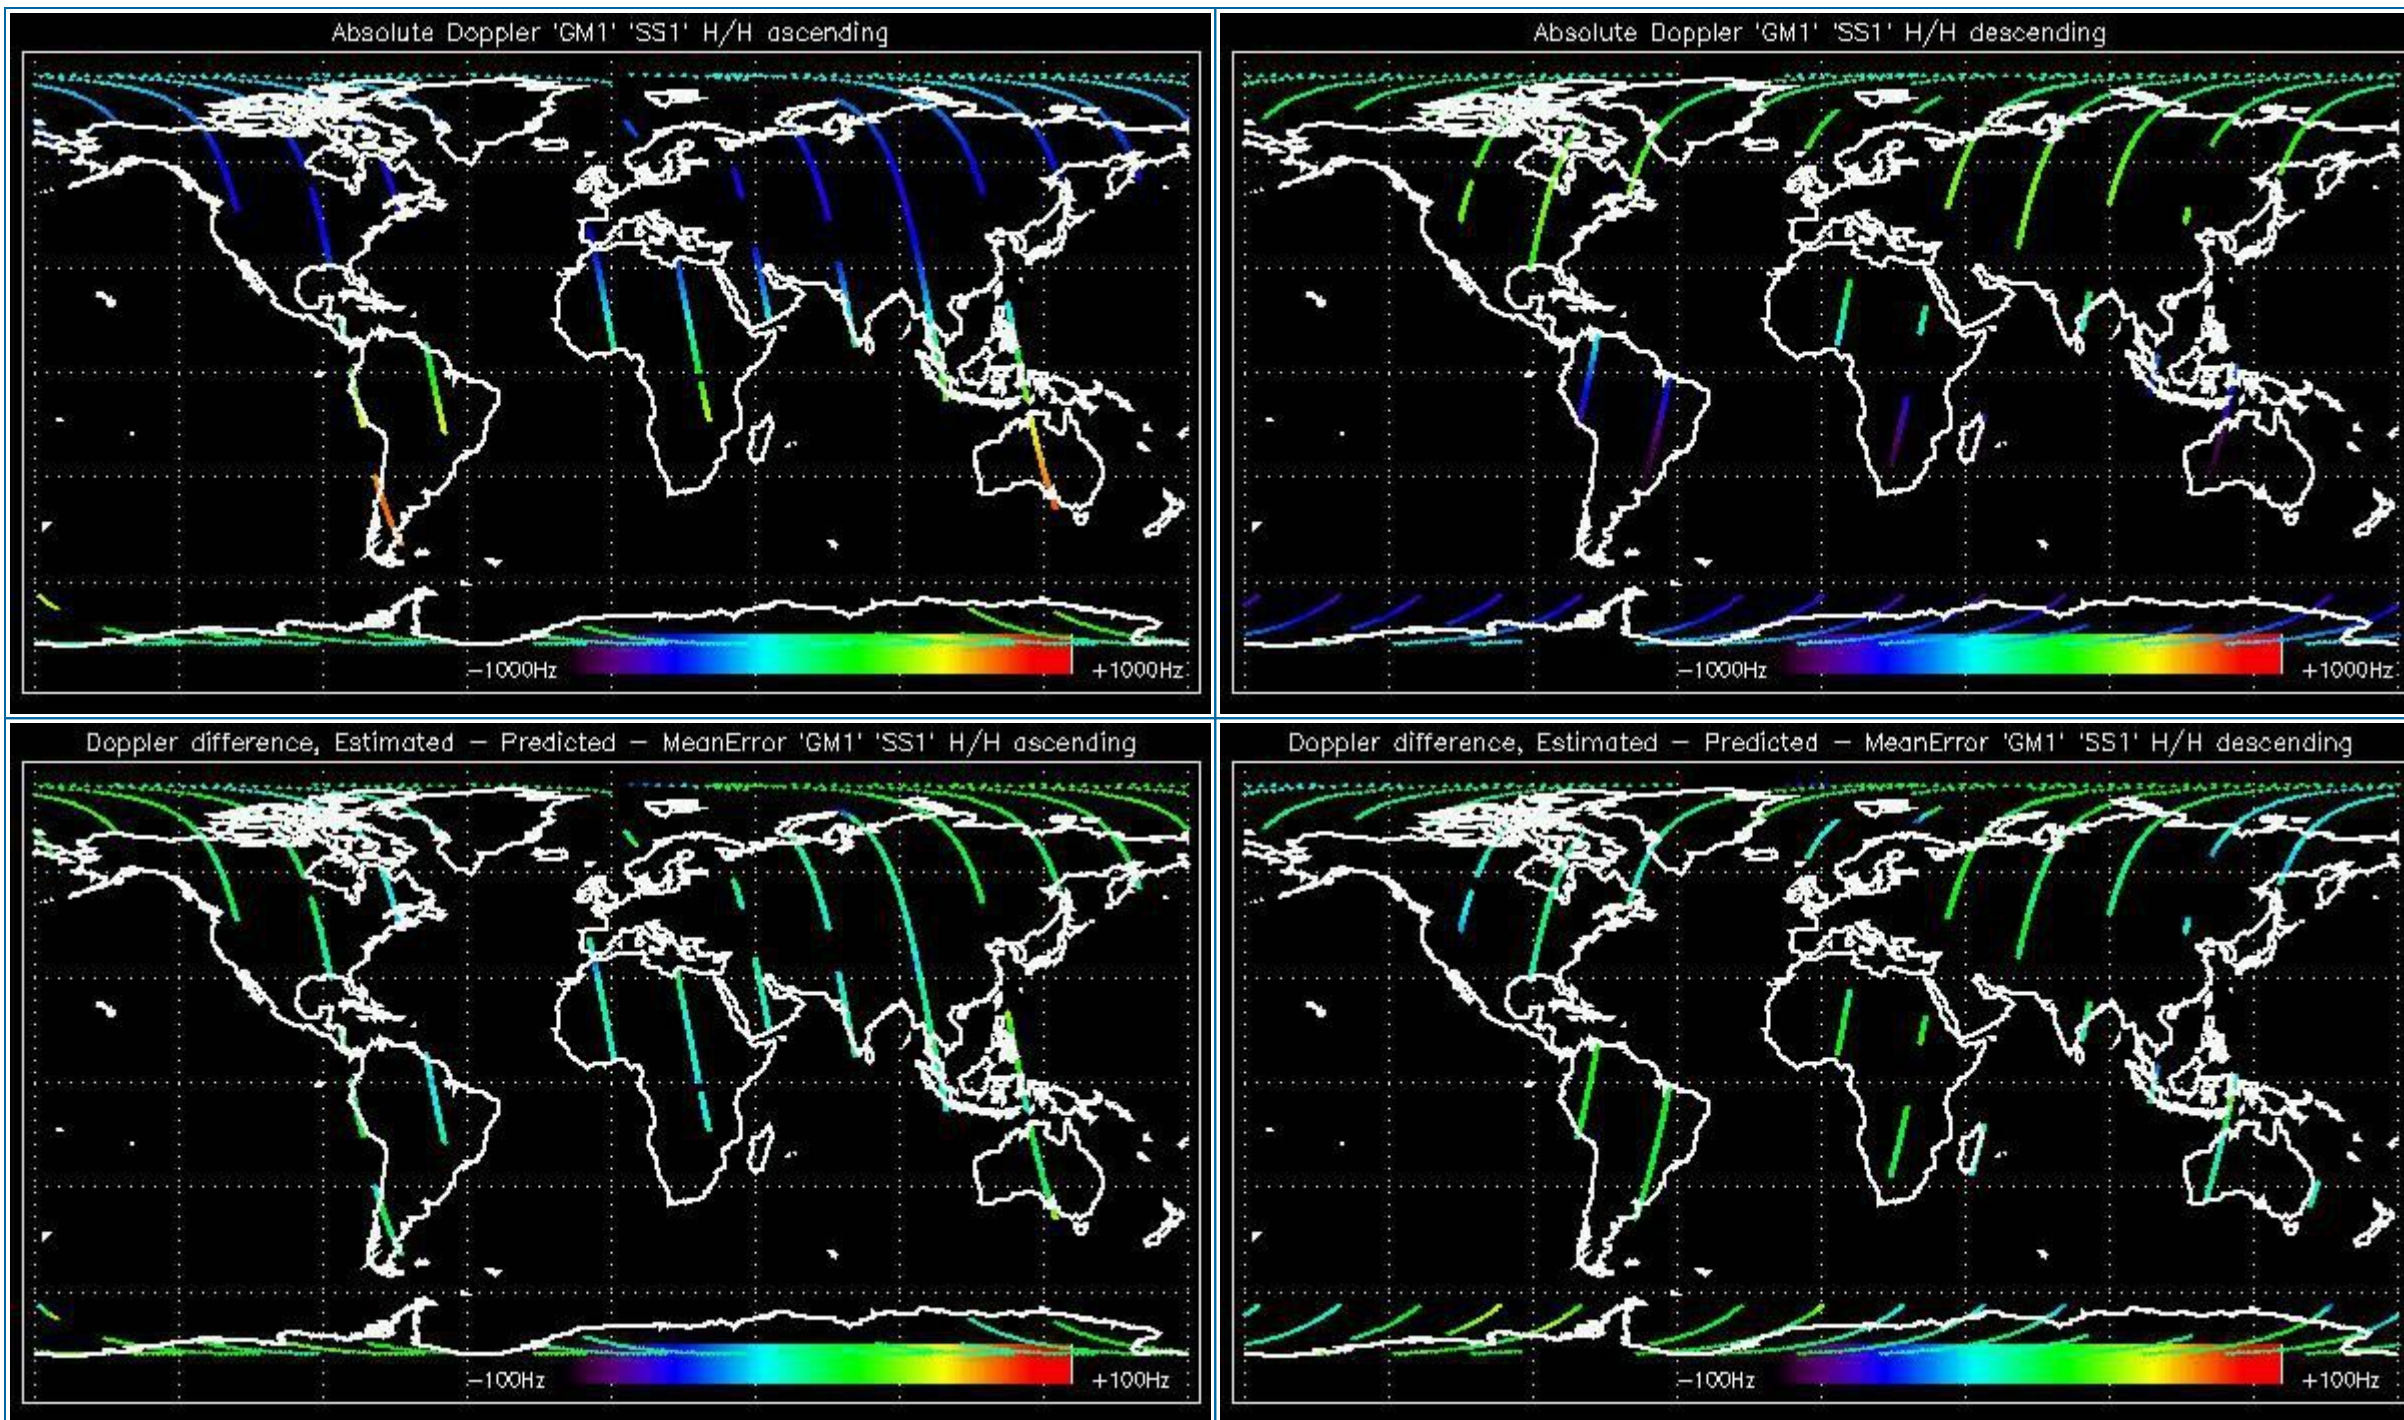 Absolute Doppler 'GM1' 'SS1' H/H ascending
−1000Hz
+1000Hz
Absolute Doppler 'GM1' 'SS1' H/H descending
−1000Hz
+1000Hz
Doppler difference, Estimated − Predicted − MeanError 'GM1' 'SS1' H/H ascending
−100Hz
+100Hz
Doppler difference, Estimated − Predicted − MeanError 'GM1' 'SS1' H/H descending
−100Hz
+100Hz